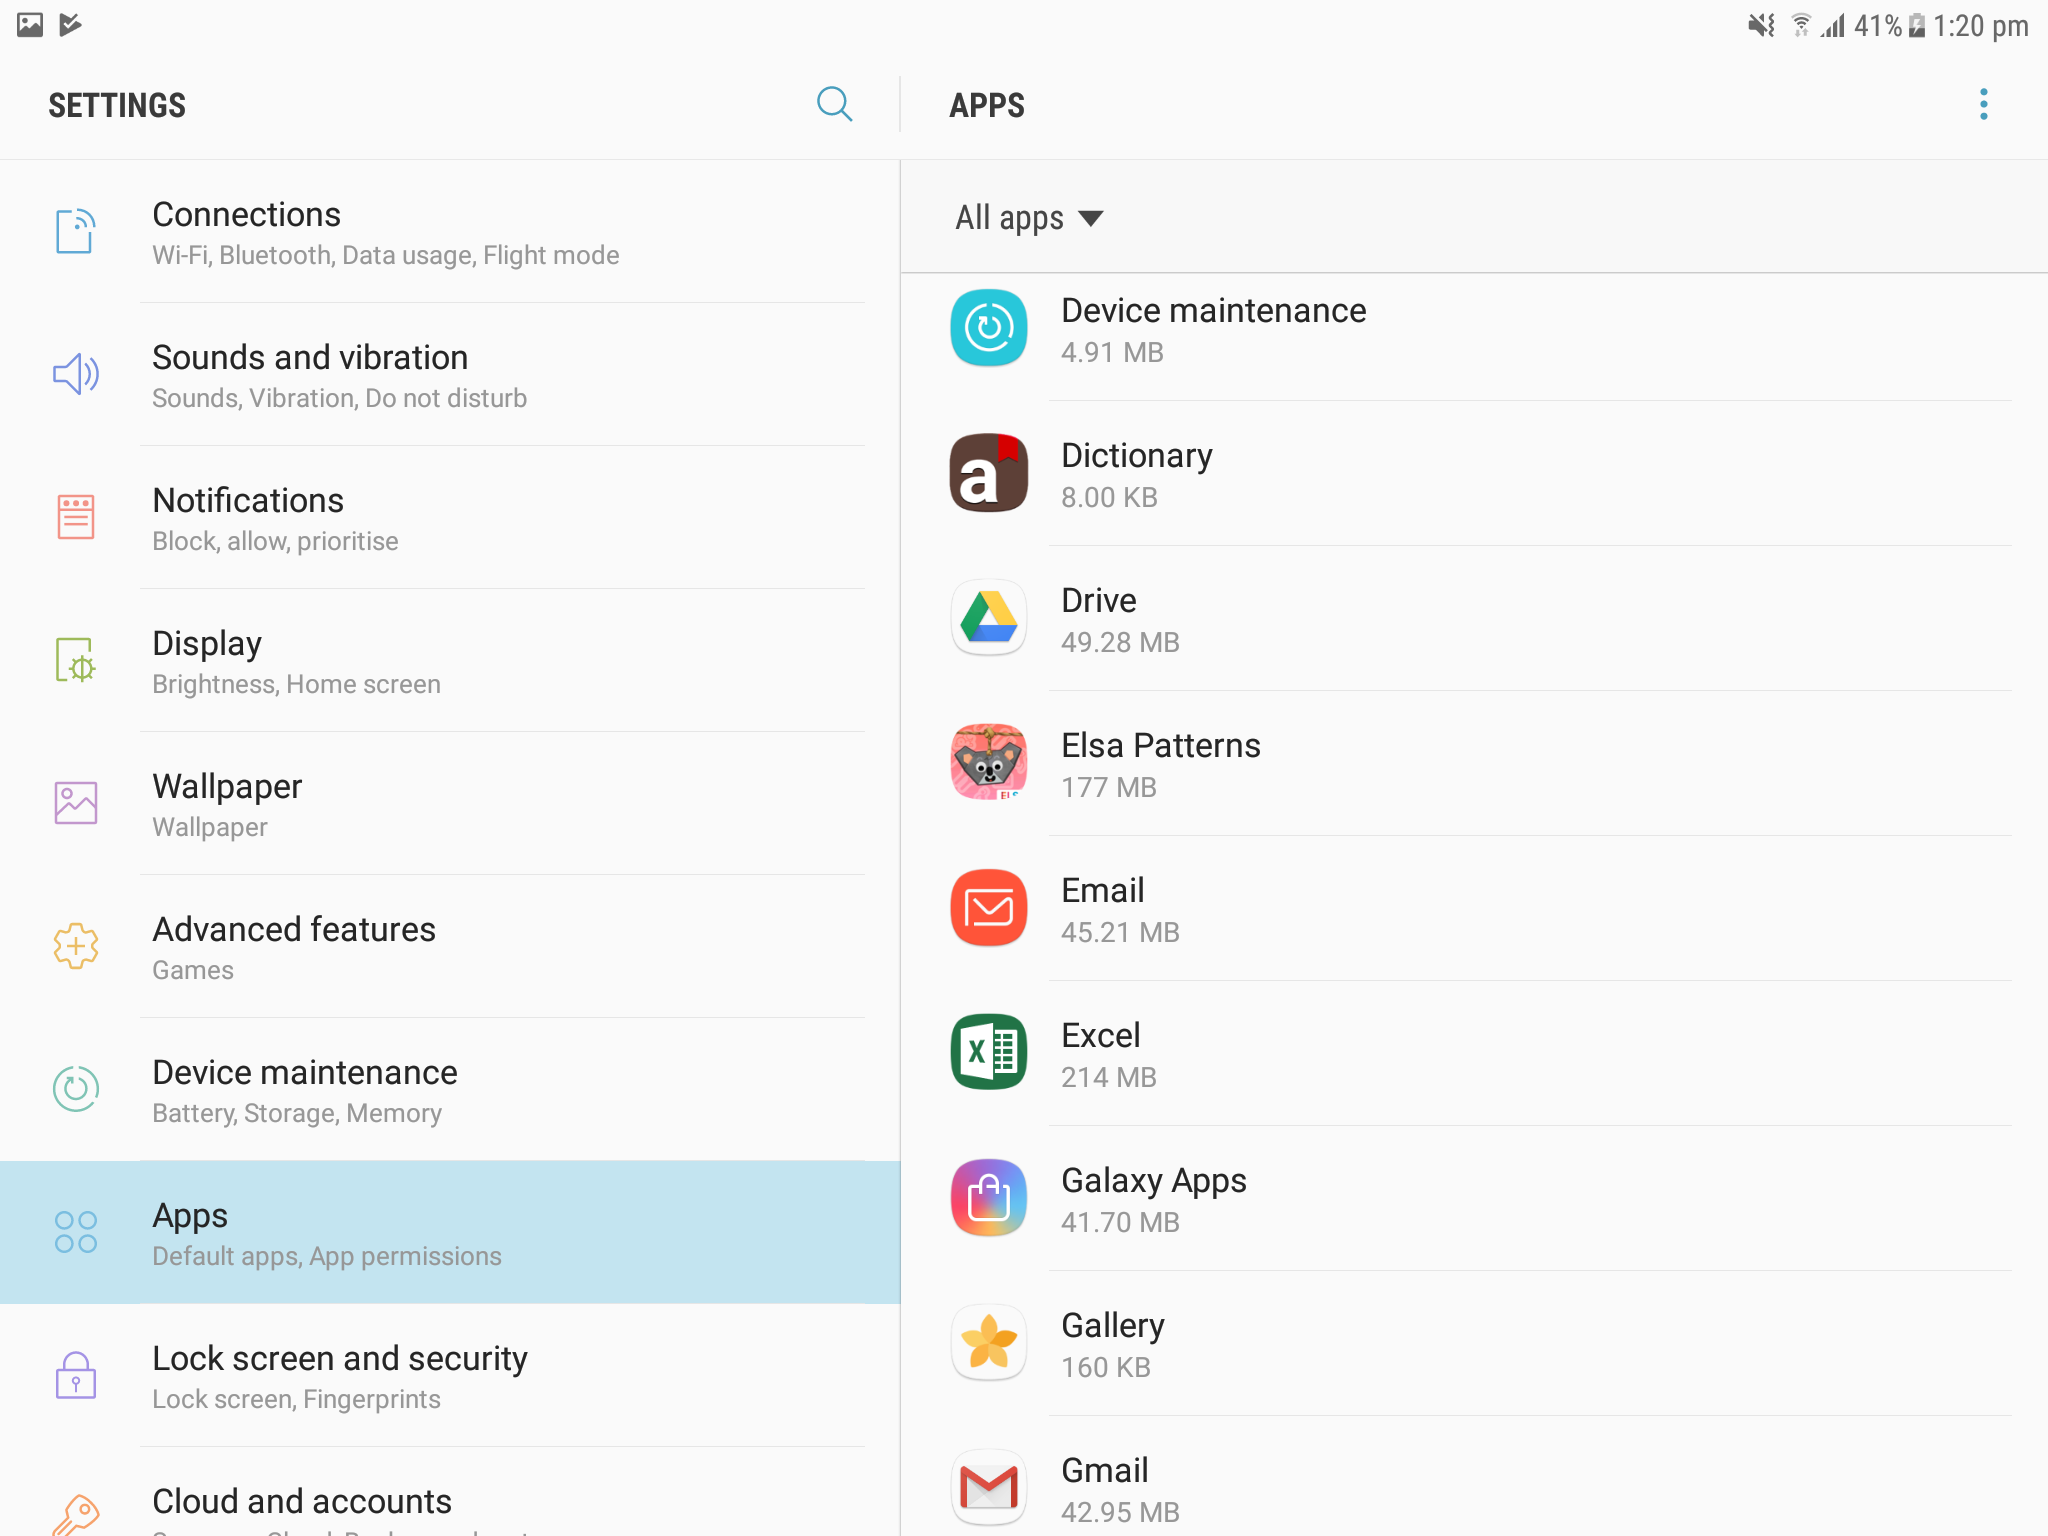 41% 1:20 pm
SETTINGS
Connections
Wi-Fi, Bluetooth, Data usage, Flight mode
Sounds and vibration
Sounds, Vibration, Do not disturb
Notifications
Block, allow, prioritise
Display
Brightness, Home screen
Wallpaper
Wallpaper
Advanced features
Games
Device maintenance
Battery, Storage, Memory
Apps
Default apps, App permissions
Lock screen and security
Lock screen, Fingerprints
Cloud and accounts
APPS
All apps
Device maintenance
4.91 MB
a
Dictionary
8.00 KB
Drive
49.28 MB
Elsa Patterns
177 MB
Email
45.21 MB
X
Excel
214 MB
Galaxy Apps
41.70 MB
Gallery
160 KB
Gmail
42.95 MB